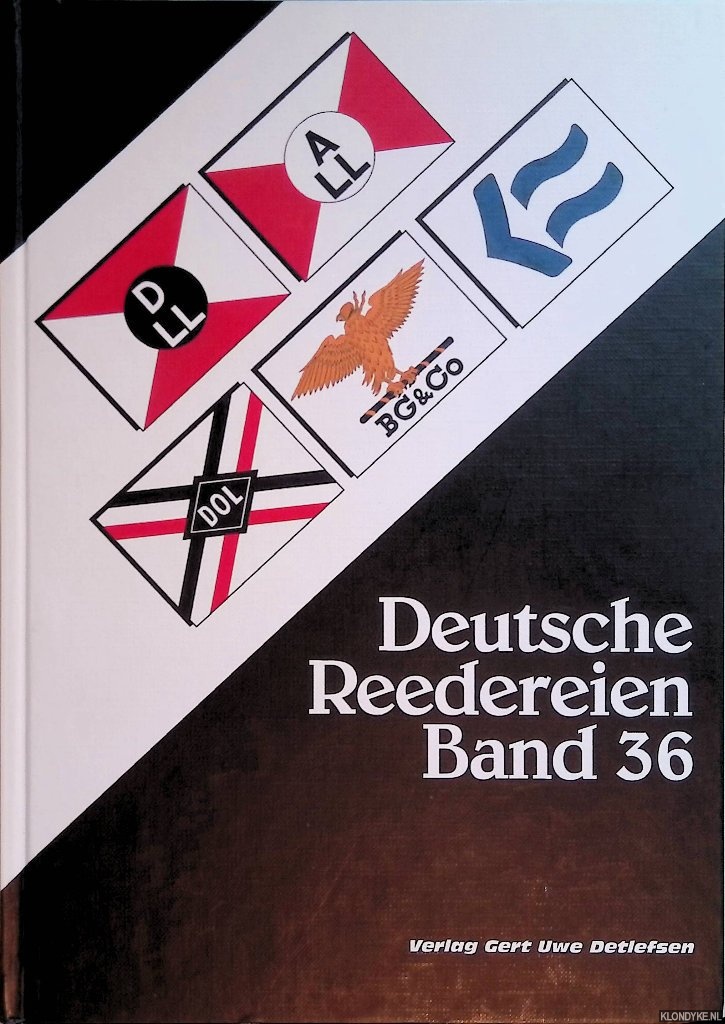 A
LL
D
LL
BG&Co
DOL
Deutsche
Reedereien
Band 36
Verlag Gert Uwe Detlefsen
KLONDYKE.NL